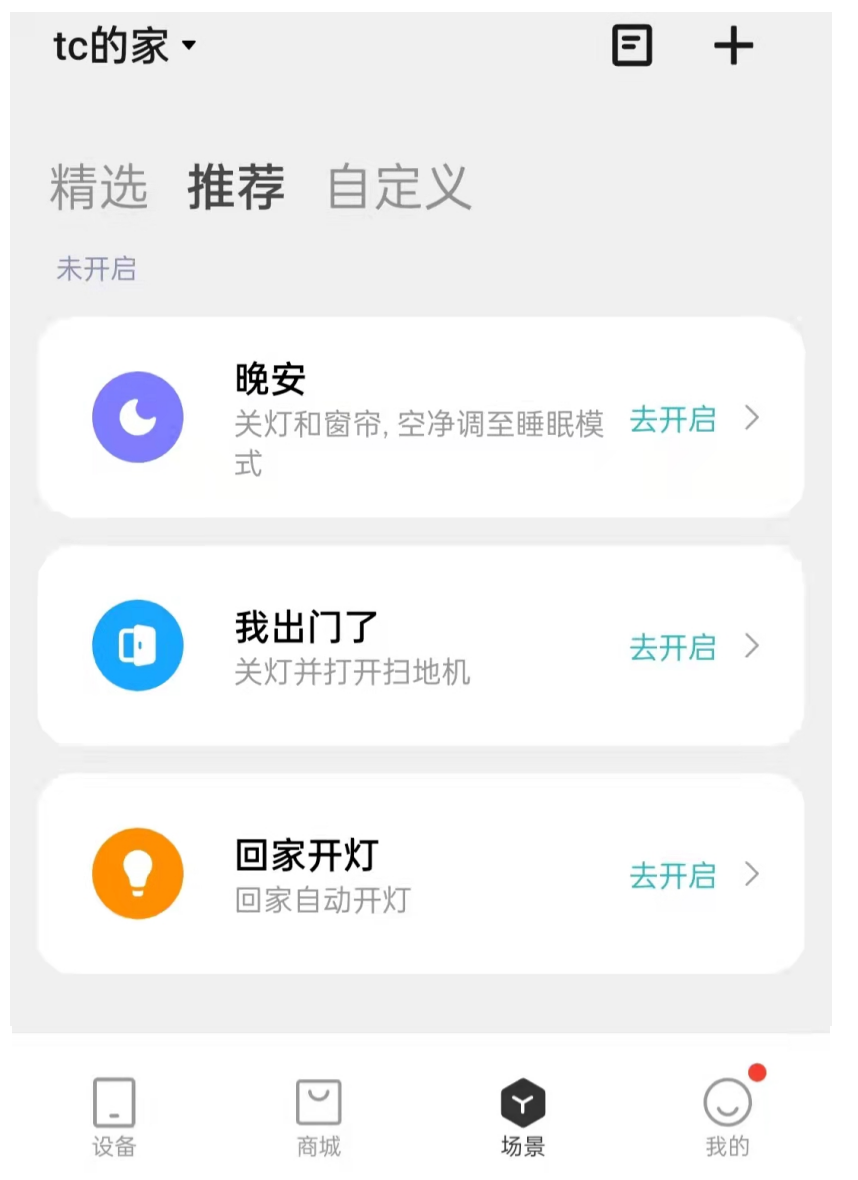 tc的家
精选 推荐 自定义
未开启
晚安
关灯和窗帘, 空净调至睡眠模
式
去开启
我出门了
关灯并打开扫地机
去开启
回家开灯
回家自动开灯
去开启
设备 商城 场景 我的